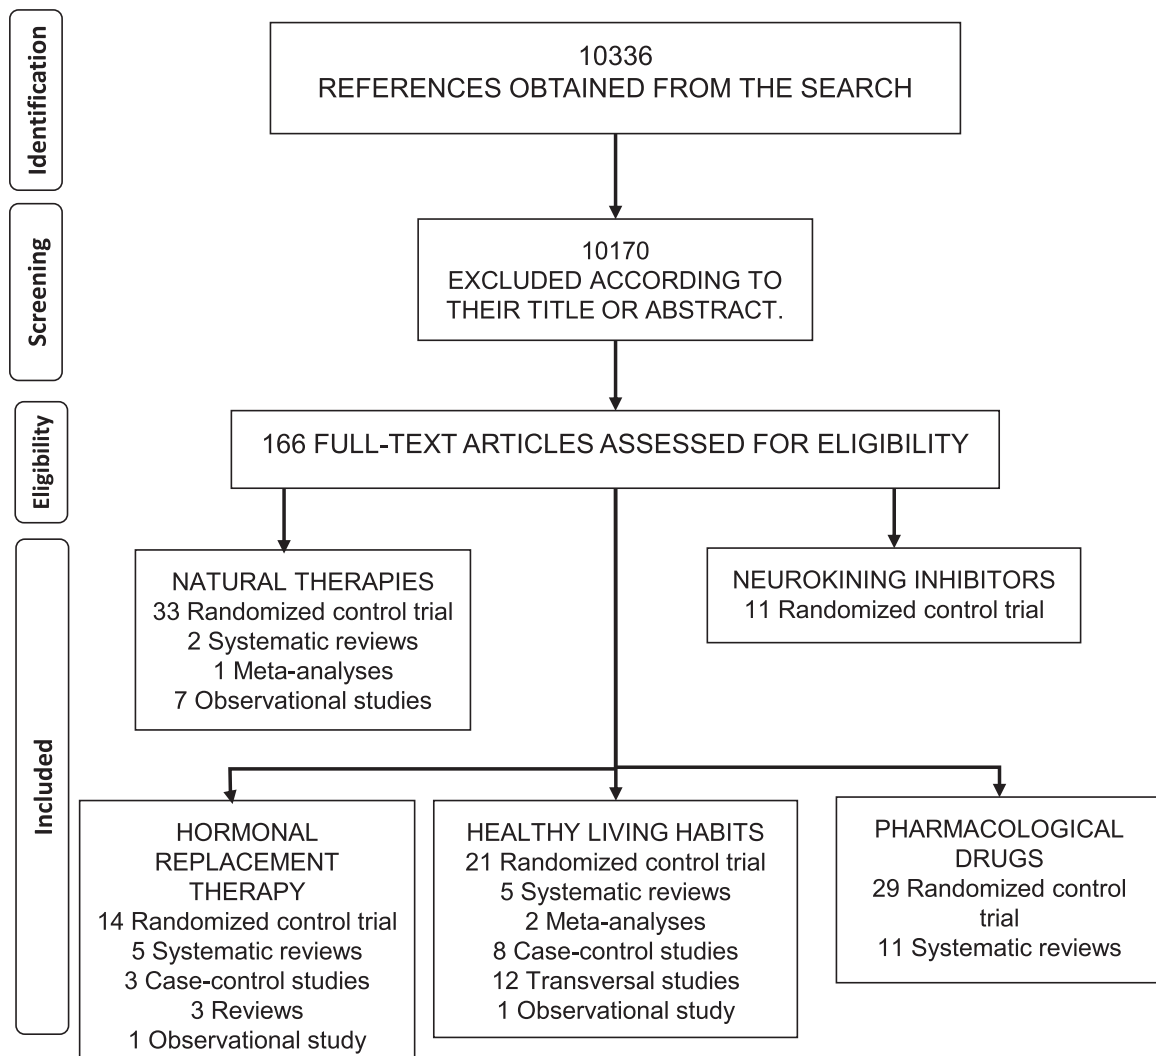 Identification
10336
REFERENCES OBTAINED FROM THE SEARCH
Screening
10170
EXCLUDED ACCORDING TO
THEIR TITLE OR ABSTRACT.
Eligibility
166 FULL-TEXT ARTICLES ASSESSED FOR ELIGIBILITY
Included
NATURAL THERAPIES
33 Randomized control trial
2 Systematic reviews
1 Meta-analyses
7 Observational studies
NEUROKINING INHIBITORS
11 Randomized control trial
HORMONAL
REPLACEMENT
THERAPY
14 Randomized control trial
5 Systematic reviews
3 Case-control studies
3 Reviews
1 Observational study
HEALTHY LIVING HABITS
21 Randomized control trial
5 Systematic reviews
2 Meta-analyses
8 Case-control studies
12 Transversal studies
1 Observational study
PHARMACOLOGICAL
DRUGS
29 Randomized control
trial
11 Systematic reviews